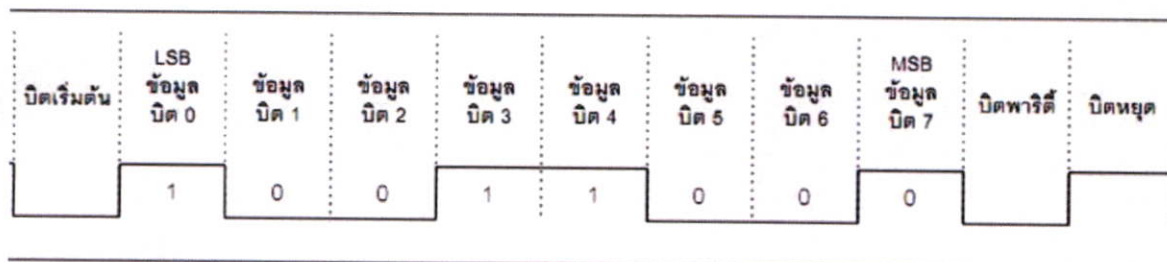 บิตเริ่มต้น
LSB
ข้อมูล
บิต 0
ข้อมูล
บิต 1
ข้อมูล
บิต 2
ข้อมูล
บิต 3
ข้อมูล
บิต 4
ข้อมูล
บิต 5
ข้อมูล
บิต 6
MSB
ข้อมูล
บิต 7
บิตพาริตี้
บิตหยุด
1 0 0 1 1 0 0 0